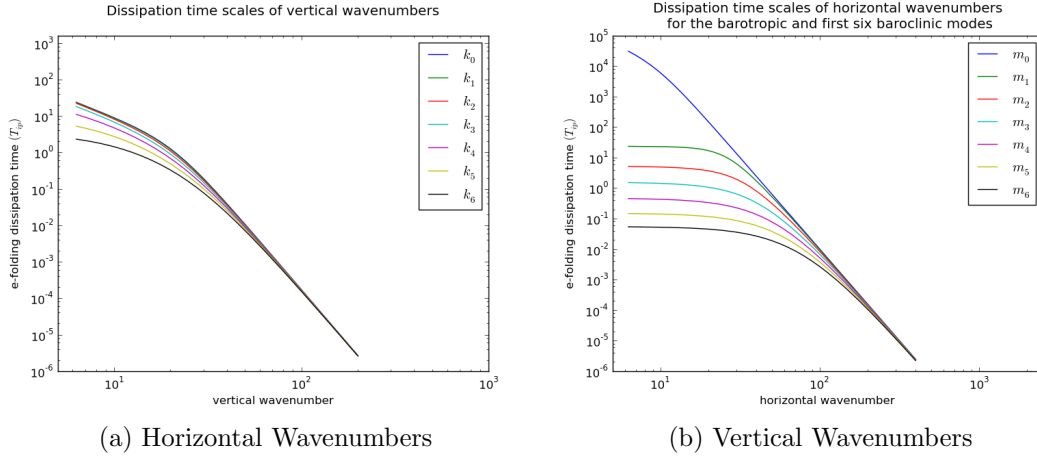 Dissipation time scales of vertical wavenumbers
10^3
10^2
10^1
10^0
10^-1
10^-2
10^-3
10^-4
10^-5
10^-6
e-folding dissipation time (T_ip)
10^1
10^2
10^3
vertical wavenumber
k_0
k_1
k_2
k_3
k_4
k_5
k_6
(a) Horizontal Wavenumbers
Dissipation time scales of horizontal wavenumbers
for the barotropic and first six baroclinic modes
10^5
10^4
10^3
10^2
10^1
10^0
10^-1
10^-2
10^-3
10^-4
10^-5
10^-6
e-folding dissipation time (T_ip)
10^1
10^2
10^3
horizontal wavenumber
m_0
m_1
m_2
m_3
m_4
m_5
m_6
(b) Vertical Wavenumbers